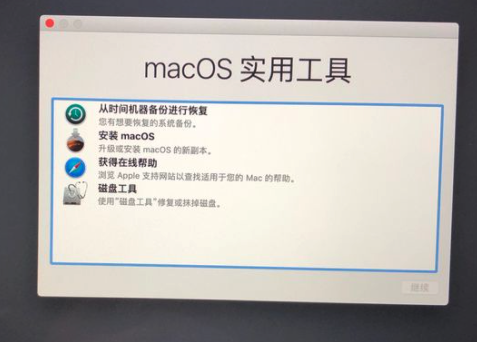 macOS 实用工具
从时间机器备份进行恢复
您有想要恢复的系统备份。
安装 macOS
升级或安装 macOS 的新副本。
获得在线帮助
浏览 Apple 支持网站以查找适用于您的 Mac 的帮助。
磁盘工具
使用“磁盘工具”修复或抹掉磁盘。
继续